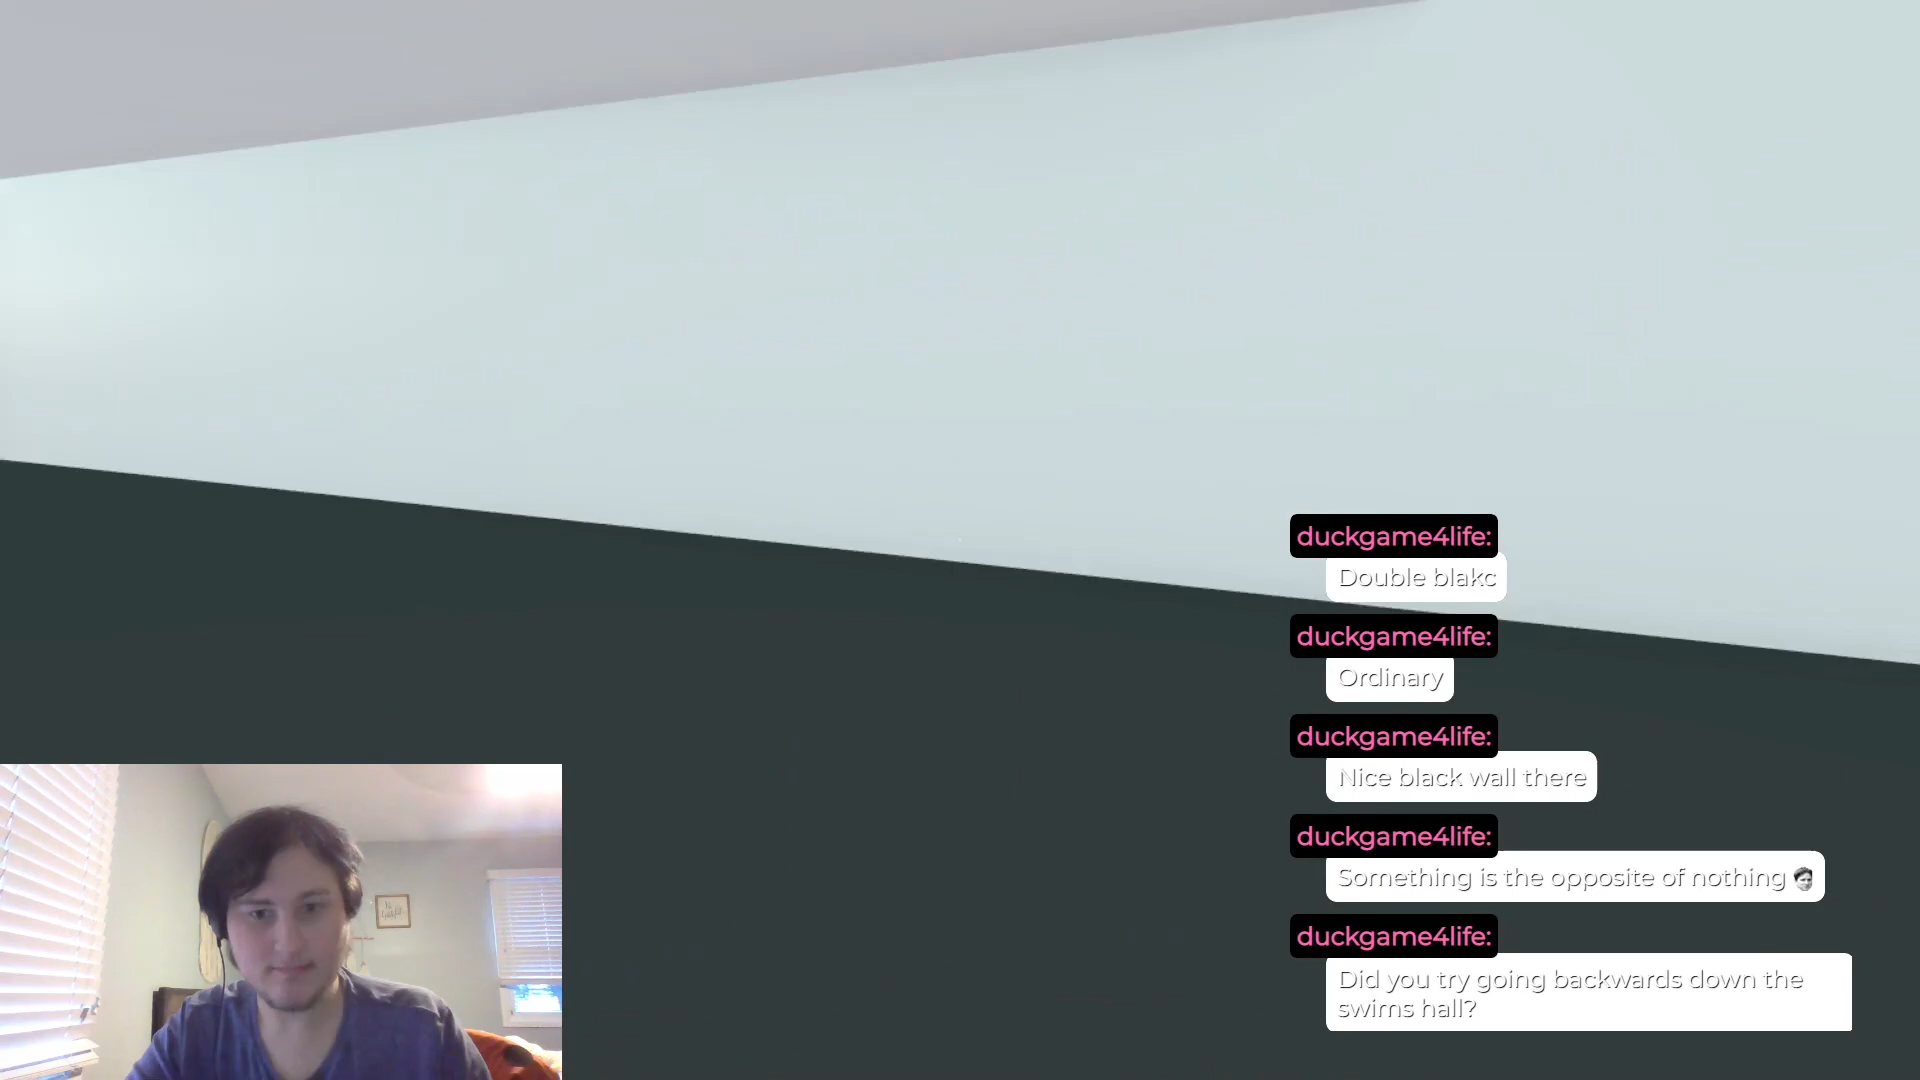 duckgame4life:
Double blakc
duckgame4life:
Ordinary
duckgame4life:
Nice black wall there
duckgame4life:
Something is the opposite of nothing
duckgame4life:
Did you try going backwards down the
swims hall?